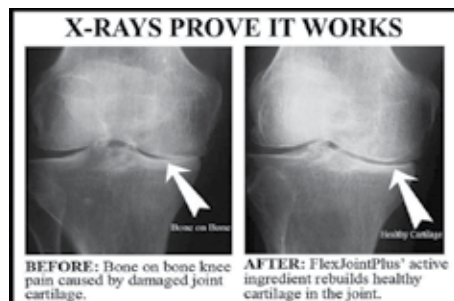 X-RAYS PROVE IT WORKS
Bone on Bone
Healthy Cartilage
BEFORE: Bone on bone knee
pain caused by damaged joint
cartilage.
AFTER: FlexJointPlus' active
ingredient rebuilds healthy
cartilage in the joint.